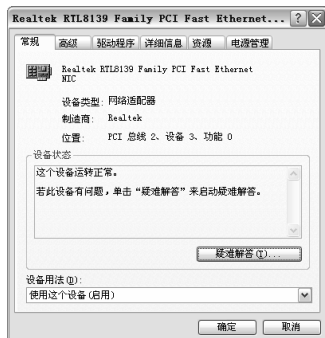 Realtek RTL8139 Family PCI Fast Ethernet...
常规 高级 驱动程序 详细信息 资源 电源管理
Realtek RTL8139 Family PCI Fast Ethernet
NIC
设备类型: 网络适配器
制造商: Realtek
位置: PCI 总线 2、设备 3、功能 0
设备状态
这个设备运转正常。
若此设备有问题，单击“疑难解答”来启动疑难解答。
疑难解答(T)...
设备用法(D):
使用这个设备(启用)
确定 取消